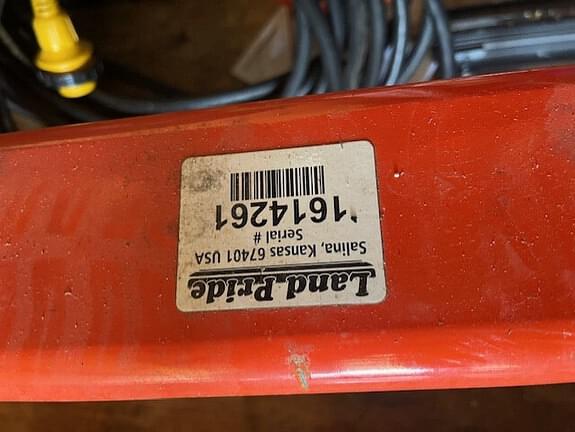 Land Pride
Salina, Kansas 67401 USA
Serial #
1614261